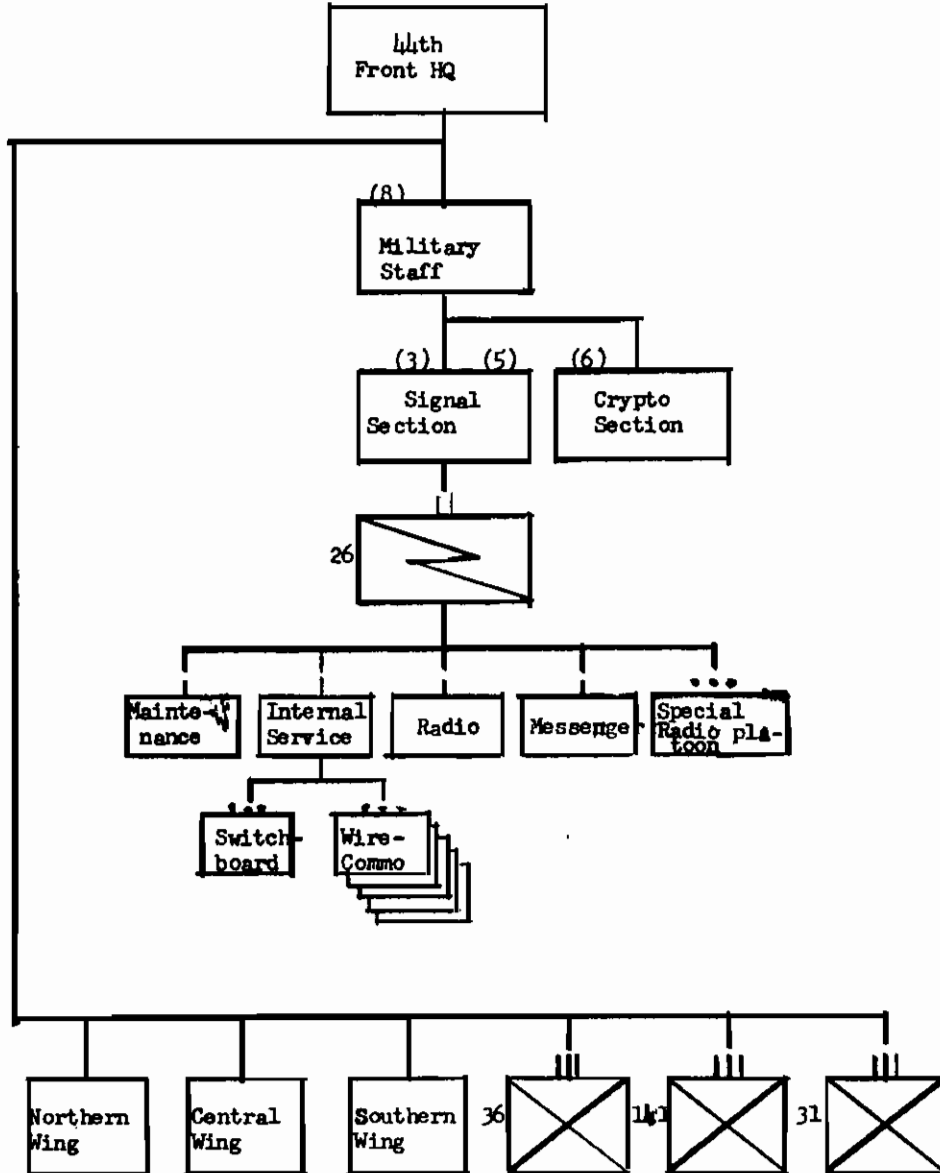 44th
Front HQ
(8)
Military
Staff
(3) (5) (6)
Signal
Section
Crypto
Section
26
Mainte-
nance
Internal
Service
Radio
Messenger
Special
Radio pla-
toon
Switch-
board
Wire-
Commo
Northern
Wing
Central
Wing
Southern
Wing
36
31